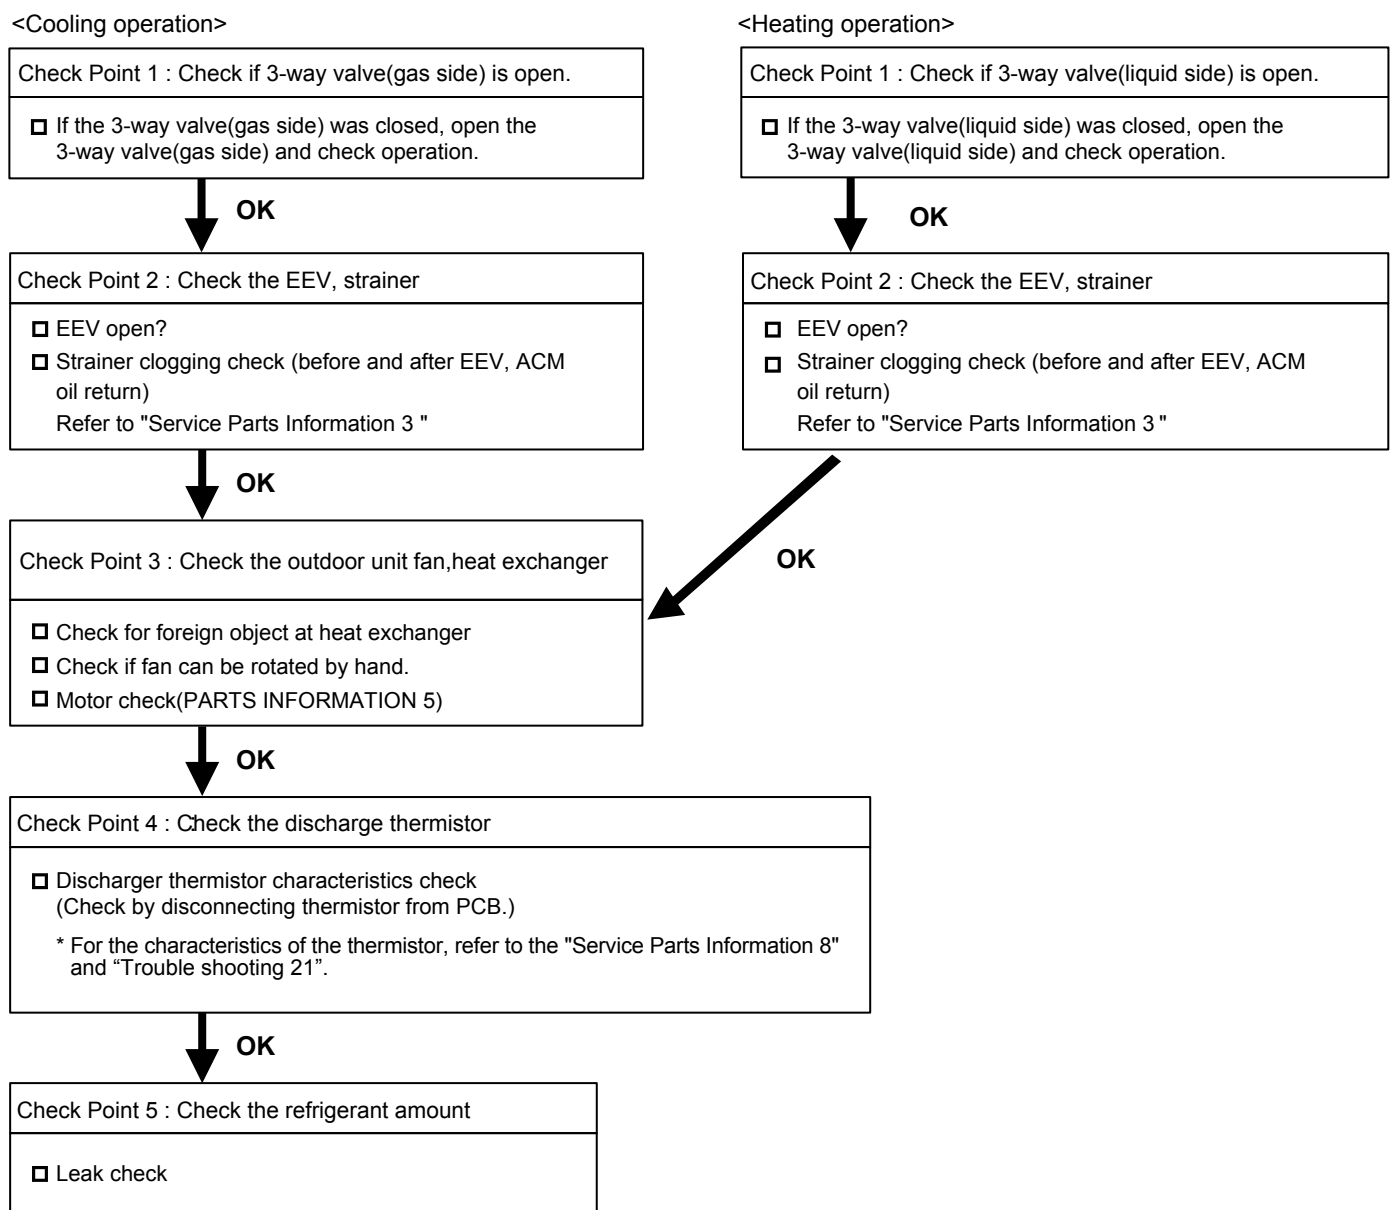 <Cooling operation>
Check Point 1 : Check if 3-way valve(gas side) is open.
If the 3-way valve(gas side) was closed, open the
3-way valve(gas side) and check operation.
OK
Check Point 2 : Check the EEV, strainer
EEV open?
Strainer clogging check (before and after EEV, ACM
oil return)
Refer to "Service Parts Information 3 "
OK
<Heating operation>
Check Point 1 : Check if 3-way valve(liquid side) is open.
If the 3-way valve(liquid side) was closed, open the
3-way valve(liquid side) and check operation.
OK
Check Point 2 : Check the EEV, strainer
EEV open?
Strainer clogging check (before and after EEV, ACM
oil return)
Refer to "Service Parts Information 3 "
OK
Check Point 3 : Check the outdoor unit fan,heat exchanger
Check for foreign object at heat exchanger
Check if fan can be rotated by hand.
Motor check(PARTS INFORMATION 5)
OK
Check Point 4 : Check the discharge thermistor
Discharger thermistor characteristics check
(Check by disconnecting thermistor from PCB.)
* For the characteristics of the thermistor, refer to the "Service Parts Information 8"
and “Trouble shooting 21”.
OK
Check Point 5 : Check the refrigerant amount
Leak check